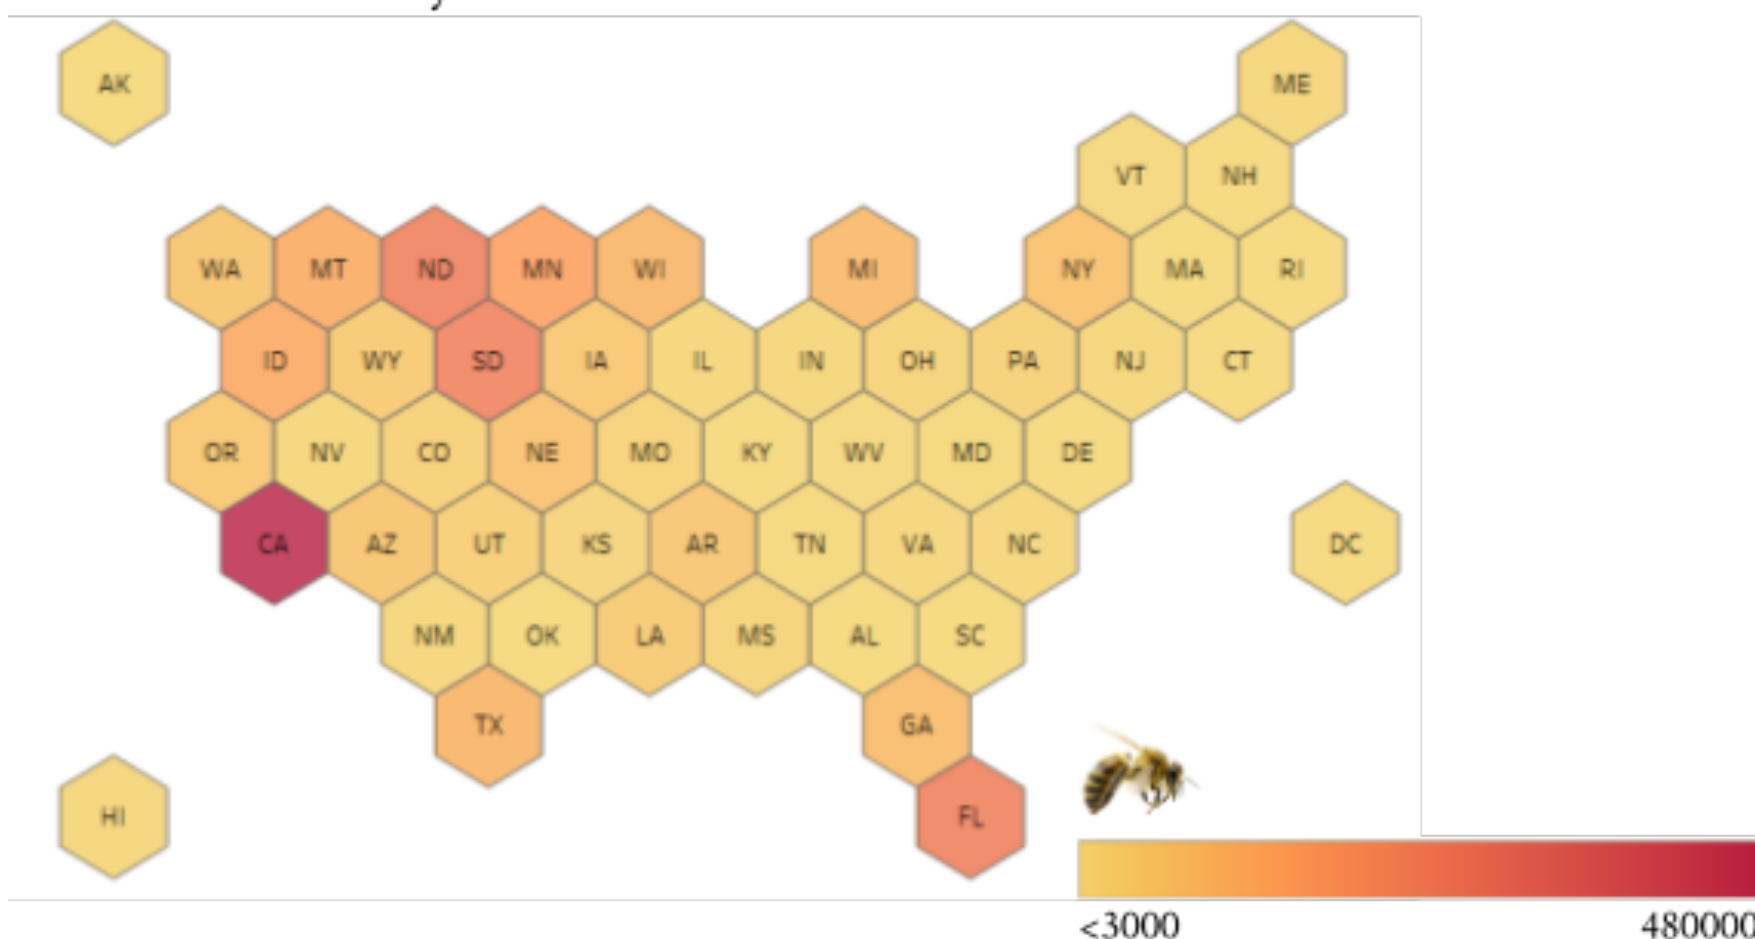 AK
ME
VT NH
WA MT ND MN WI MI NY MA RI
ID WY SD IA IL IN OH PA NJ CT
OR NV CO NE MO KY WV MD DE
CA AZ UT KS AR TN VA NC DC
NM OK LA MS AL SC
TX GA
HI FL
<3000 480000